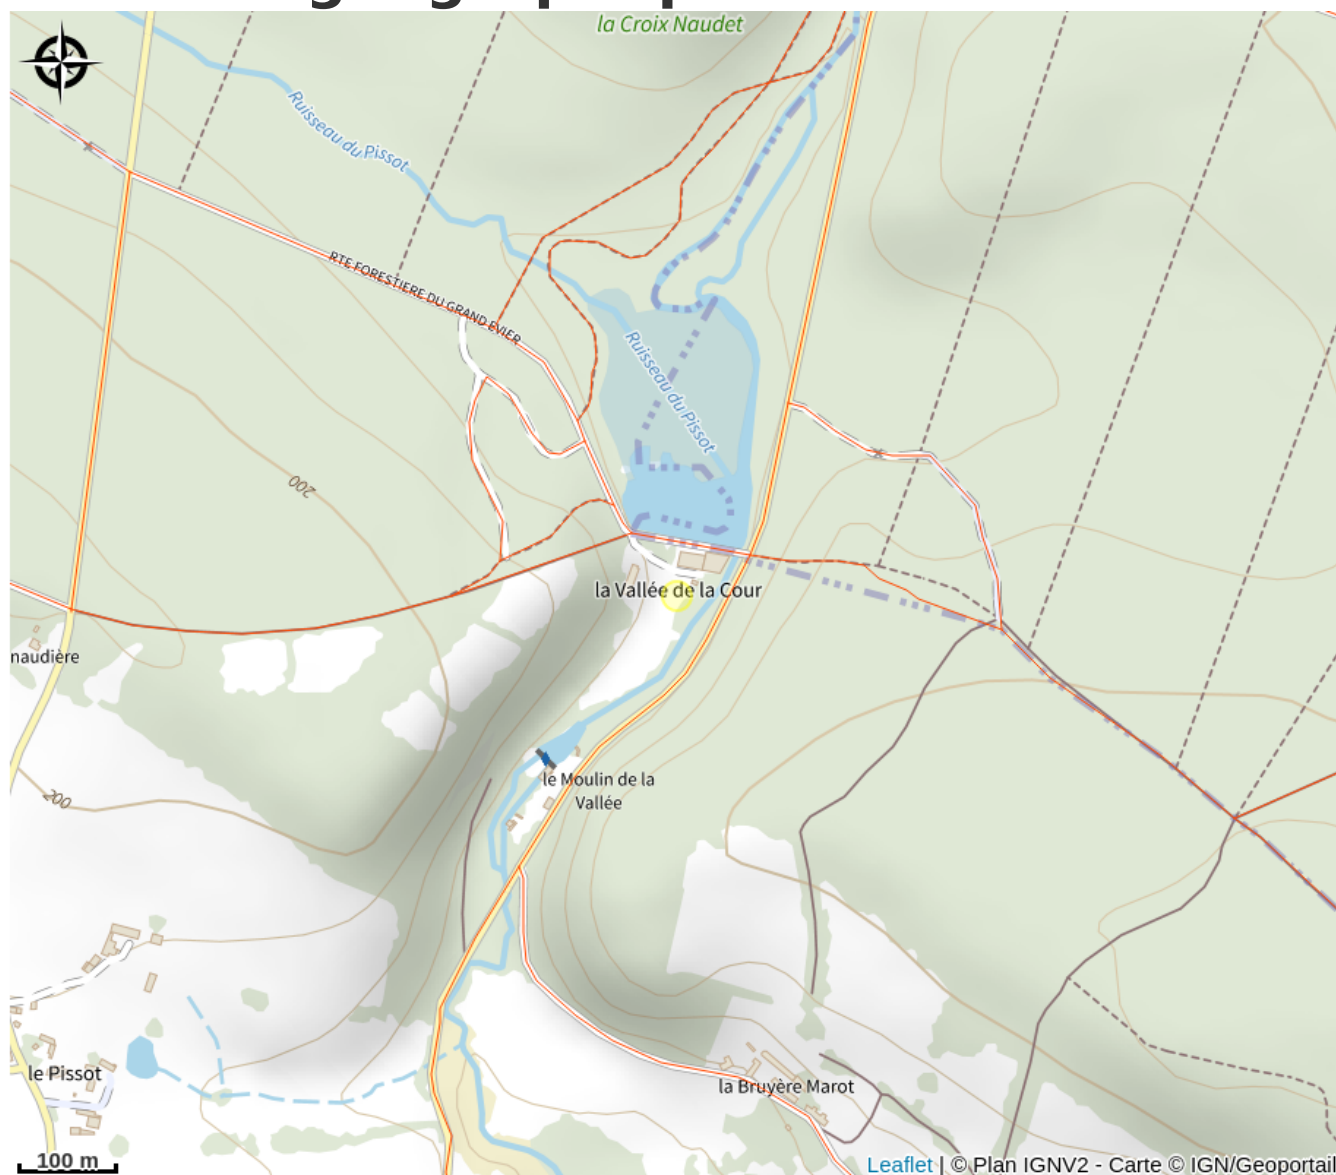 la Croix Naudet
Ruisseau du Pissot
RTE FORESTIERE DU GRAND EVIER
Ruisseau du Pissot
200
la Vallée de la Cour
naudière
le Moulin de la
Vallée
200
le Pissot
la Bruyère Marot
100 m
Leaflet | © Plan IGNV2 - Carte © IGN/Geoportail